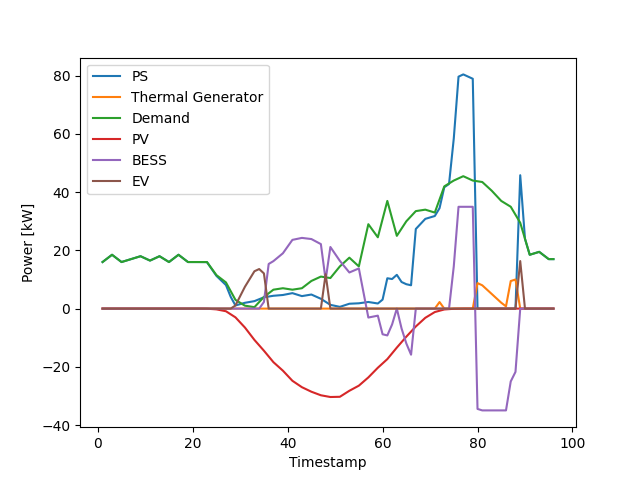 PS
Thermal Generator
Demand
PV
BESS
EV
Power [kW]
80
60
40
20
0
−20
−40
0 20 40 60 80 100
Timestamp